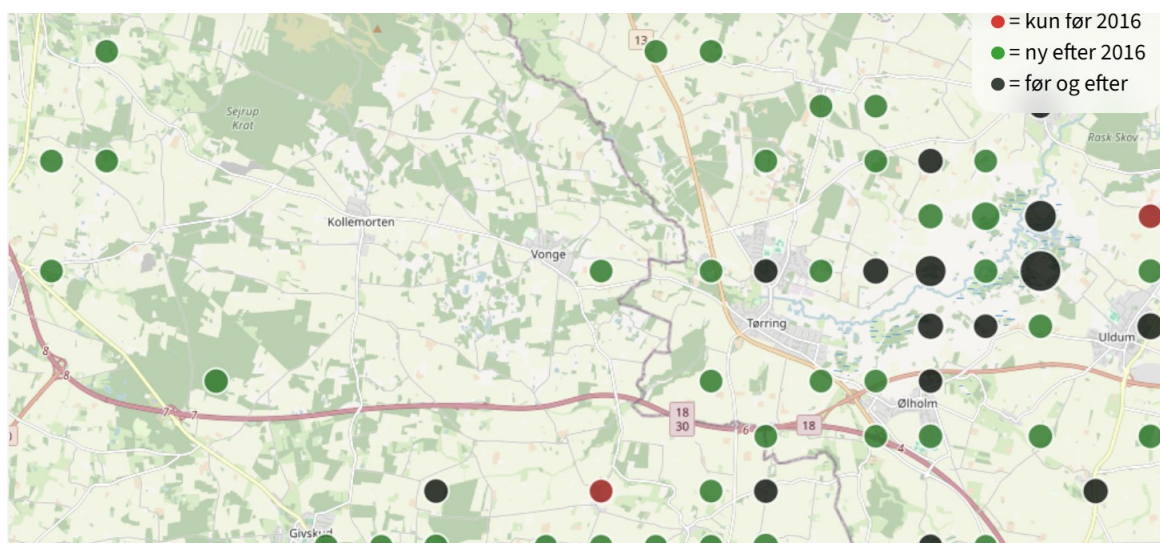 = kun før 2016
= ny efter 2016
= før og efter
13
Sejrup
Krat
Rask Skov
Kollemorten
Vonge
Tørring
Uldum
8
8
7
7
18
30
6
18
Ølholm
4
Givskud